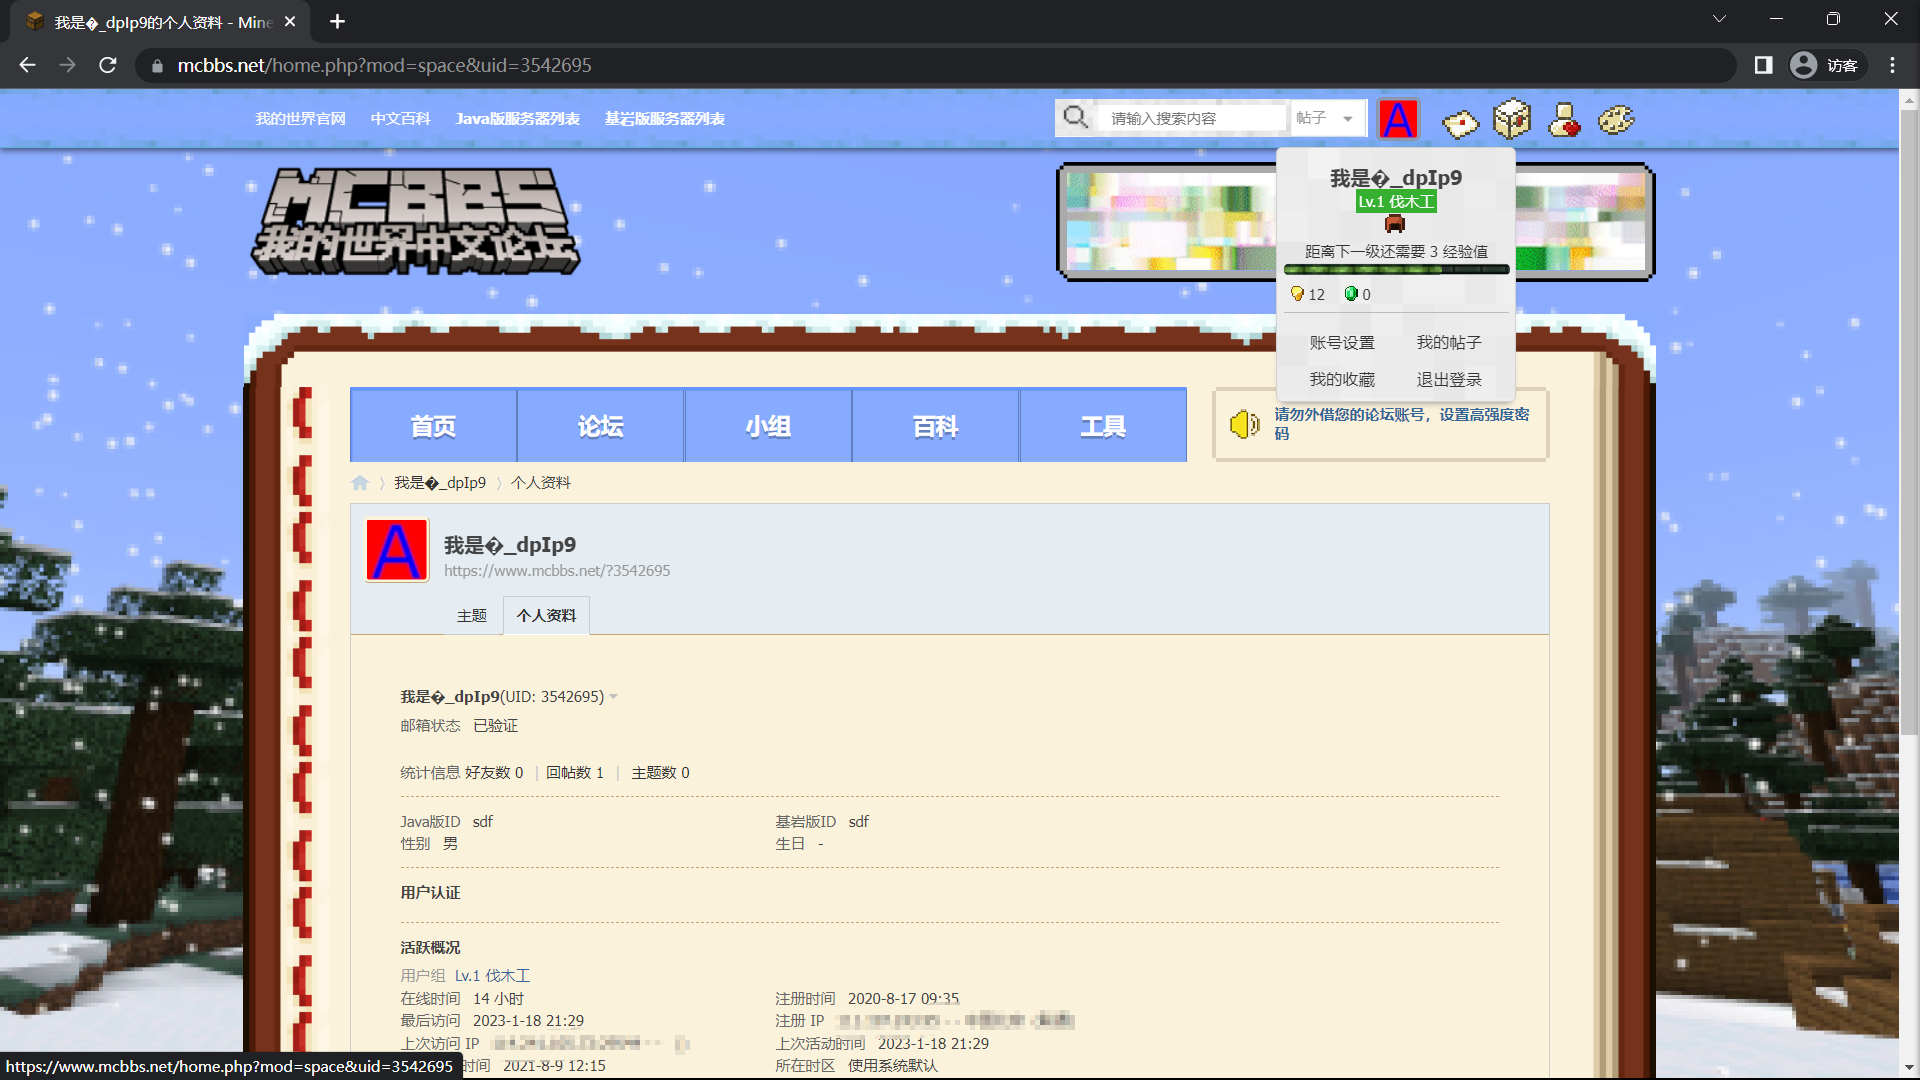 我是�_dpIp9的个人资料 - Mine
mcbbs.net/home.php?mod=space&uid=3542695
访客
我的世界官网 中文百科 Java版服务器列表 基岩版服务器列表
请输入搜索内容 帖子
A
MCBBS
我的世界中文论坛
我是�_dpIp9
Lv.1 伐木工
距离下一级还需要 3 经验值
12 0
账号设置 我的帖子
我的收藏 退出登录
首页 论坛 小组 百科 工具
请勿外借您的论坛账号，设置高强度密
码
我是�_dpIp9 〉 个人资料
A
我是�_dpIp9
https://www.mcbbs.net/?3542695
主题 个人资料
我是�_dpIp9(UID: 3542695)
邮箱状态 已验证
统计信息 好友数 0 | 回帖数 1 | 主题数 0
Java版ID sdf 基岩版ID sdf
性别 男 生日 -
用户认证
活跃概况
用户组 Lv.1 伐木工
在线时间 14 小时 注册时间 2020-8-17 09:35
最后访问 2023-1-18 21:29 注册 IP
上次访问 IP 上次活动时间 2023-1-18 21:29
时间 2021-8-9 12:15 所在时区 使用系统默认
https://www.mcbbs.net/home.php?mod=space&uid=3542695